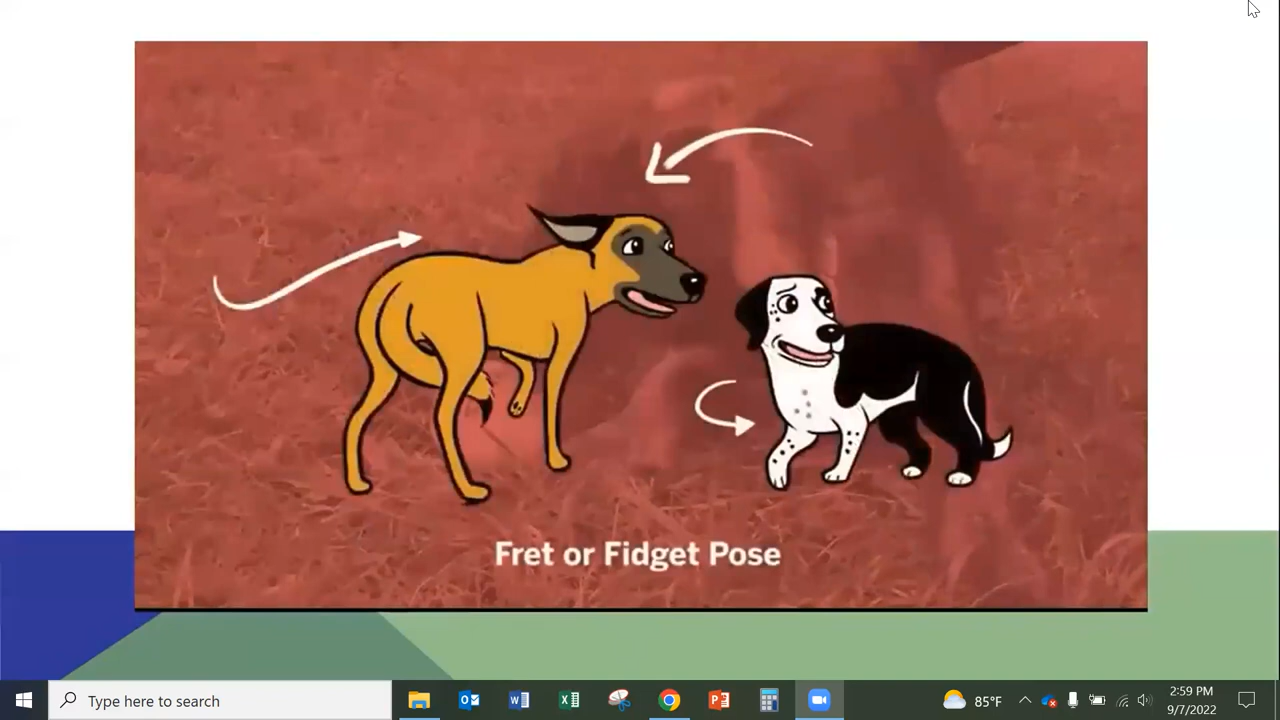 Fret or Fidget Pose
Type here to search
85°F
2:59 PM
9/7/2022